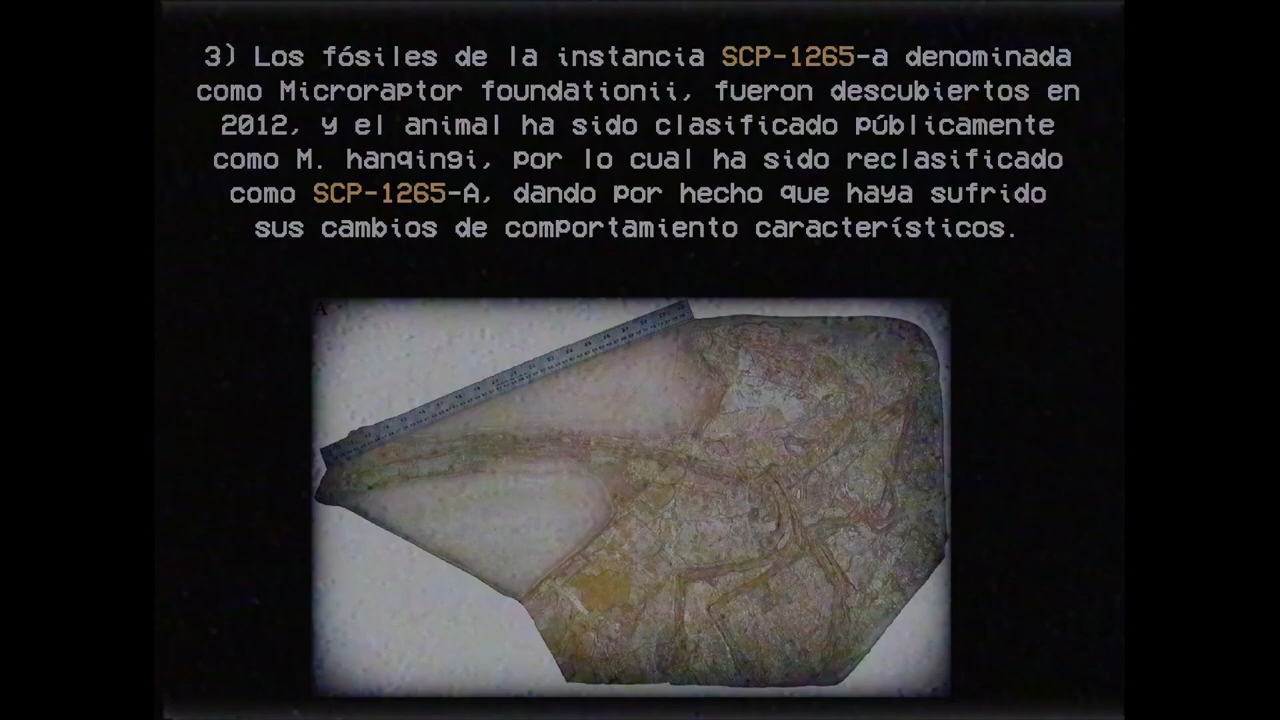 3) Los fósiles de la instancia SCP-1265-a denominada
como Microraptor foundationii, fueron descubiertos en
2012, y el animal ha sido clasificado públicamente
como M. hanqingi, por lo cual ha sido reclasificado
como SCP-1265-A, dando por hecho que haya sufrido
sus cambios de comportamiento característicos.
A